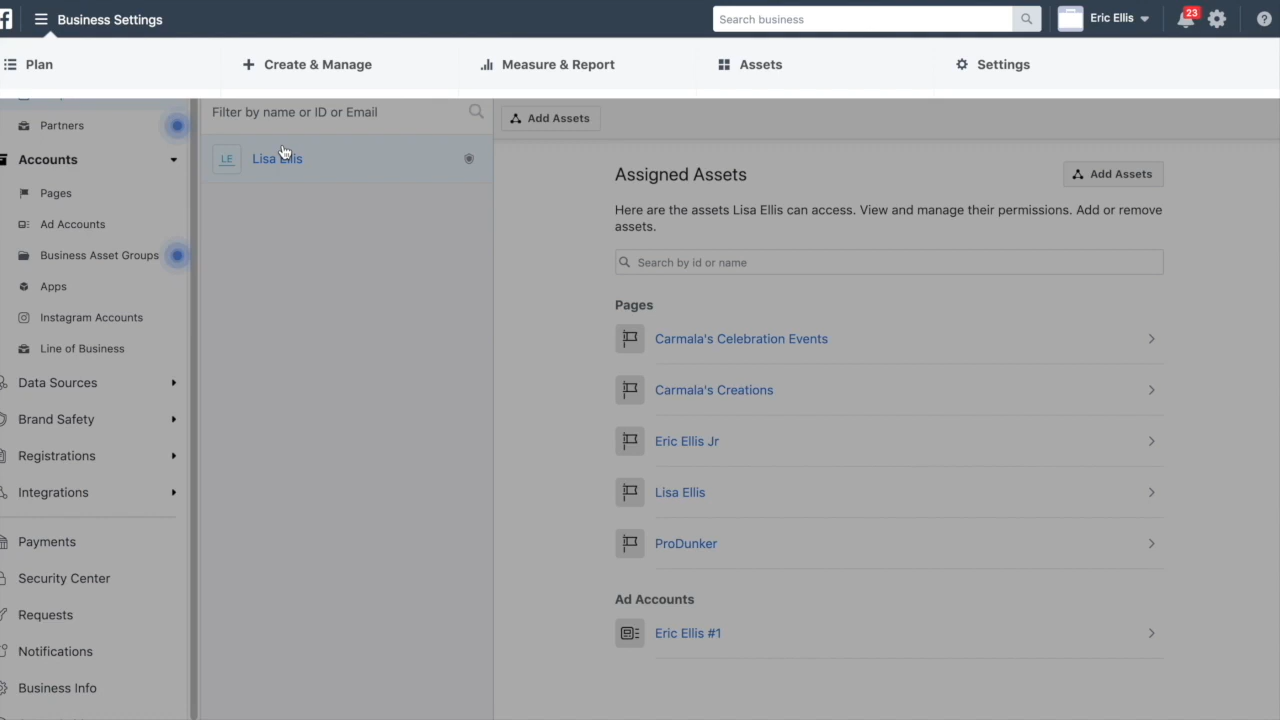 f
Business Settings
Search business
Eric Ellis
23
Plan
Create & Manage
Measure & Report
Assets
Settings
Filter by name or ID or Email
Add Assets
Partners
LE
Lisa Ellis
Accounts
Assigned Assets
Add Assets
Pages
Here are the assets Lisa Ellis can access. View and manage their permissions. Add or remove
assets.
Ad Accounts
Business Asset Groups
Search by id or name
Apps
Pages
Instagram Accounts
Carmala's Celebration Events
Line of Business
Data Sources
Carmala's Creations
Brand Safety
Eric Ellis Jr
Registrations
Lisa Ellis
Integrations
Payments
ProDunker
Security Center
Ad Accounts
Requests
Eric Ellis #1
Notifications
Business Info